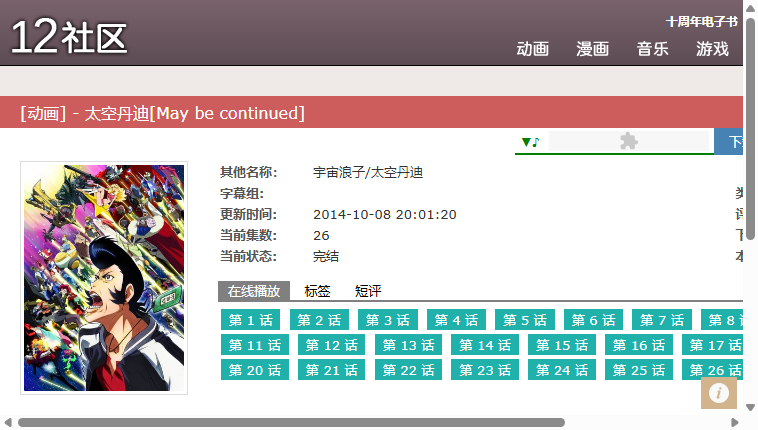 12社区
十周年电子书
动画 漫画 音乐 游戏
[动画] - 太空丹迪[May be continued]
▼♪
其他名称: 宇宙浪子/太空丹迪
字幕组:
更新时间: 2014-10-08 20:01:20
当前集数: 26
当前状态: 完结
在线播放 标签 短评
第 1 话 第 2 话 第 3 话 第 4 话 第 5 话 第 6 话 第 7 话 第 8
第 11 话 第 12 话 第 13 话 第 14 话 第 15 话 第 16 话 第 17 话
第 20 话 第 21 话 第 22 话 第 23 话 第 24 话 第 25 话 第 26 话